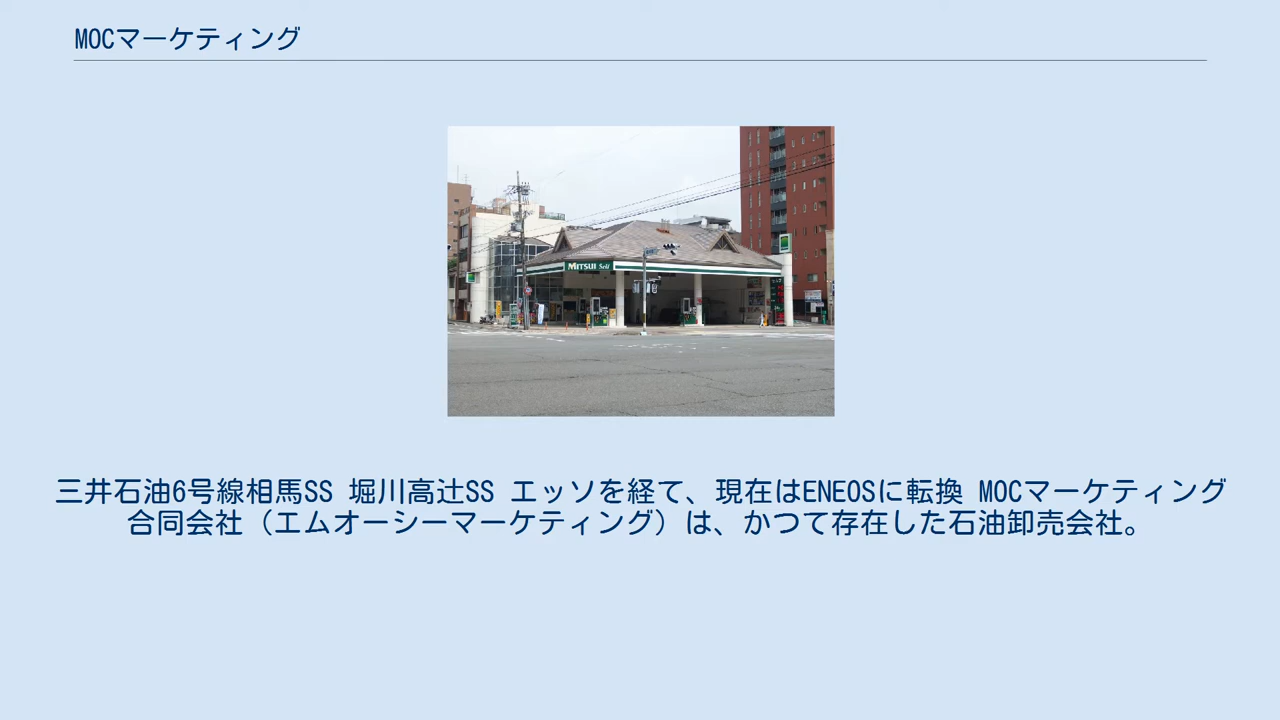 MOCマーケティング
MITSUI Self
三井石油6号線相馬SS 堀川高辻SS エッソを経て、現在はENEOSに転換 MOCマーケティング
合同会社（エムオーシーマーケティング）は、かつて存在した石油卸売会社。